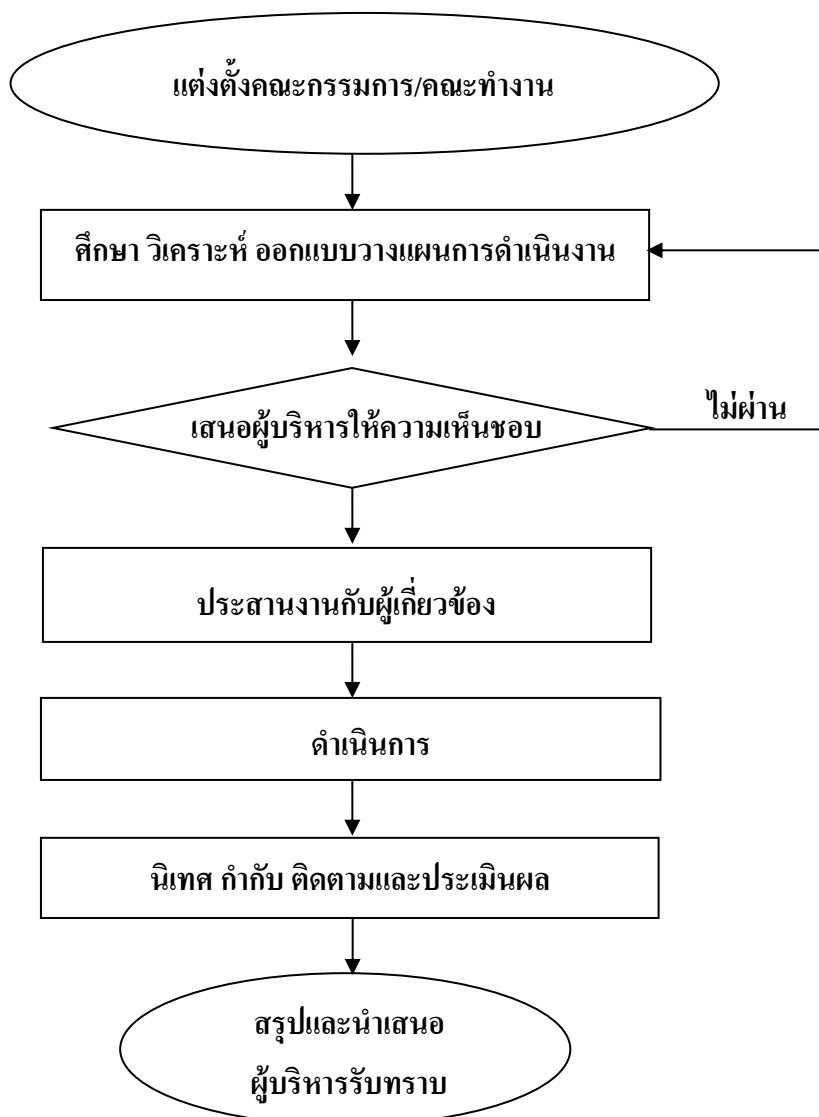 แต่งตั้งคณะกรรมการ/คณะทำงาน
ศึกษา วิเคราะห์ ออกแบบวางแผนการดำเนินงาน
เสนอผู้บริหารให้ความเห็นชอบ
ไม่ผ่าน
ประสานงานกับผู้เกี่ยวข้อง
ดำเนินการ
นิเทศ กำกับ ติดตามและประเมินผล
สรุปและนำเสนอ
ผู้บริหารรับทราบ